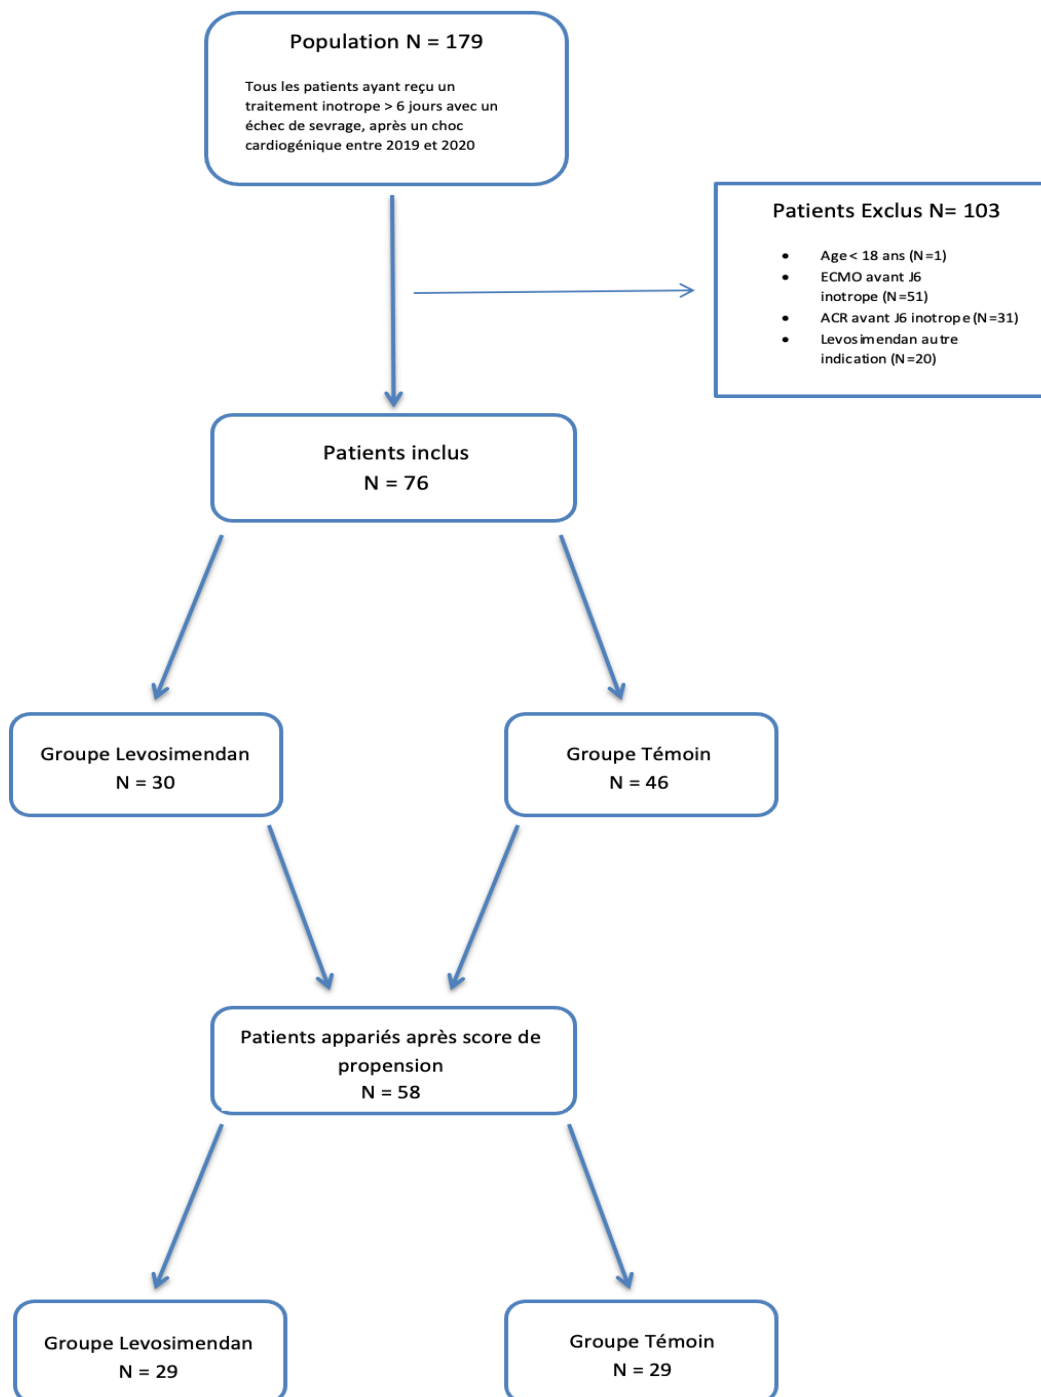 Population N = 179
Tous les patients ayant reçu un
traitement inotrope > 6 jours avec un
échec de sevrage, après un choc
cardiogénique entre 2019 et 2020
Patients Exclus N= 103
• Age < 18 ans (N=1)
• ECMO avant J6
inotrope (N=51)
• ACR avant J6 inotrope (N=31)
• Levosimendan autre
indication (N=20)
Patients inclus
N = 76
Groupe Levosimendan
N = 30
Groupe Témoin
N = 46
Patients appariés après score de
propension
N = 58
Groupe Levosimendan
N = 29
Groupe Témoin
N = 29